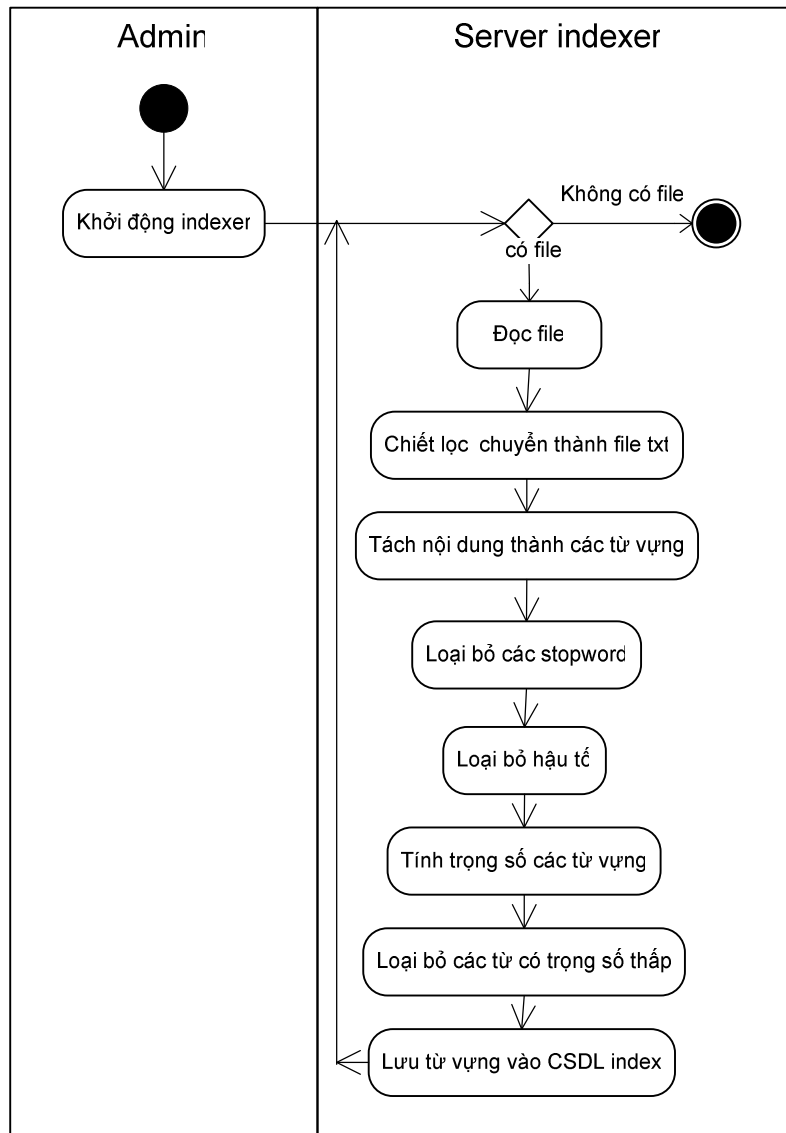 Admin
Server indexer
Không có file
Khởi động indexer
có file
Đọc file
Chiết lọc chuyển thành file txt
Tách nội dung thành các từ vựng
Loại bỏ các stopword
Loại bỏ hậu tố
Tính trọng số các từ vựng
Loại bỏ các từ có trọng số thấp
Lưu từ vựng vào CSDL index